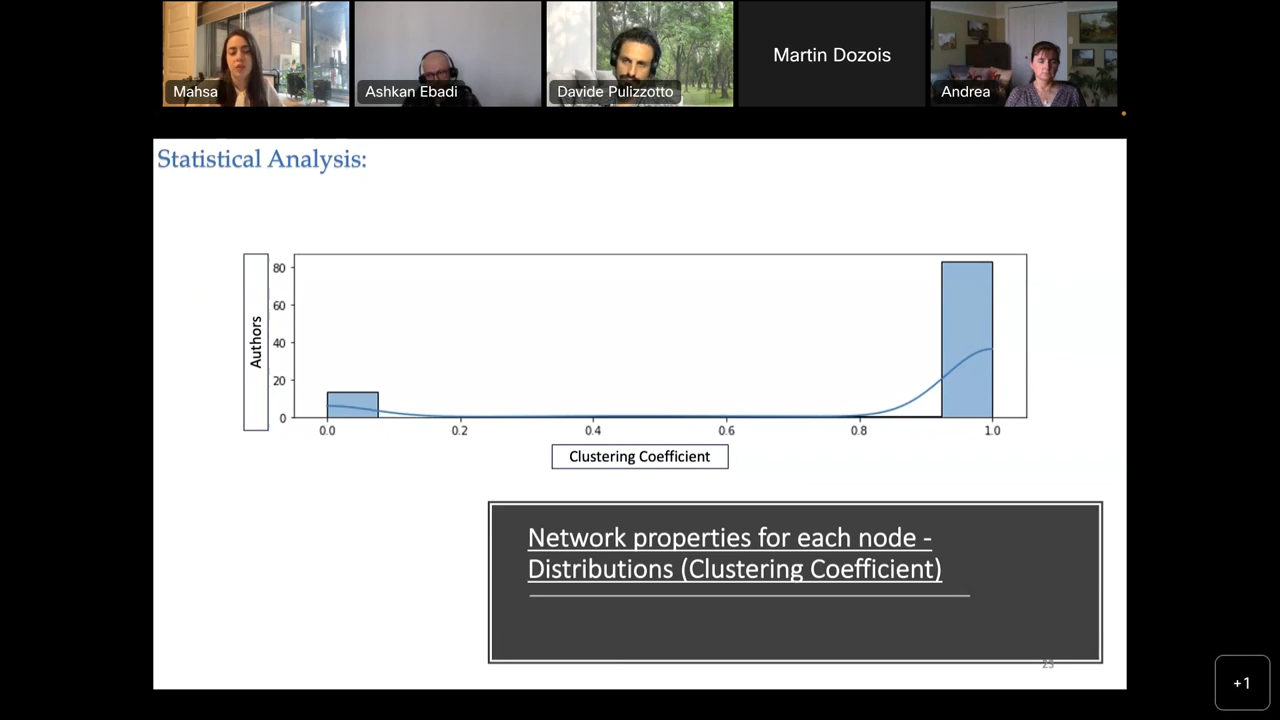 Mahsa
Ashkan Ebadi
Davide Pulizzotto
Martin Dozois
Andrea
Statistical Analysis:
Authors
80
60
40
20
0
0.0 0.2 0.4 0.6 0.8 1.0
Clustering Coefficient
Network properties for each node -
Distributions (Clustering Coefficient)
+1